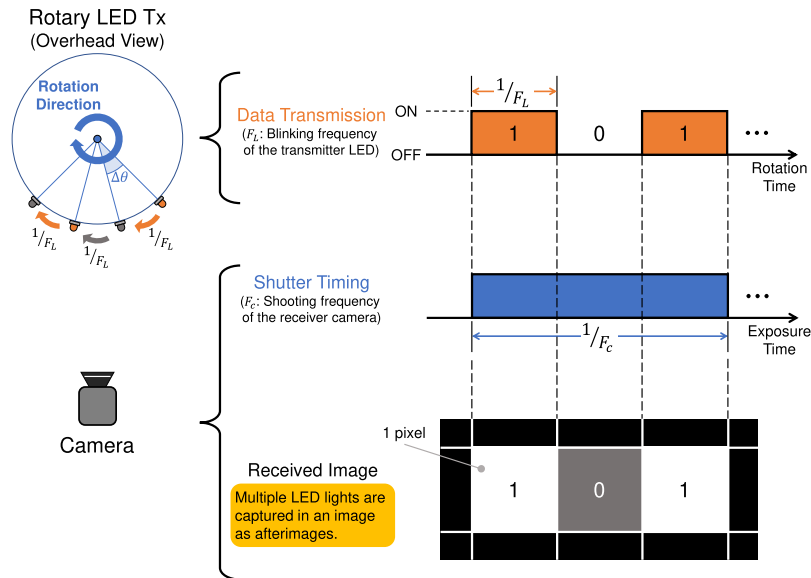 Rotary LED Tx
(Overhead View)
Rotation
Direction
Δθ
1/F_L
1/F_L
1/F_L
Data Transmission
(F_L: Blinking frequency
of the transmitter LED)
1/F_L
ON
OFF
1
0
1
•••
Rotation
Time
Shutter Timing
(F_c: Shooting frequency
of the receiver camera)
•••
1/F_c
Exposure
Time
Camera
Received Image
Multiple LED lights are
captured in an image
as afterimages.
1 pixel
1
0
1